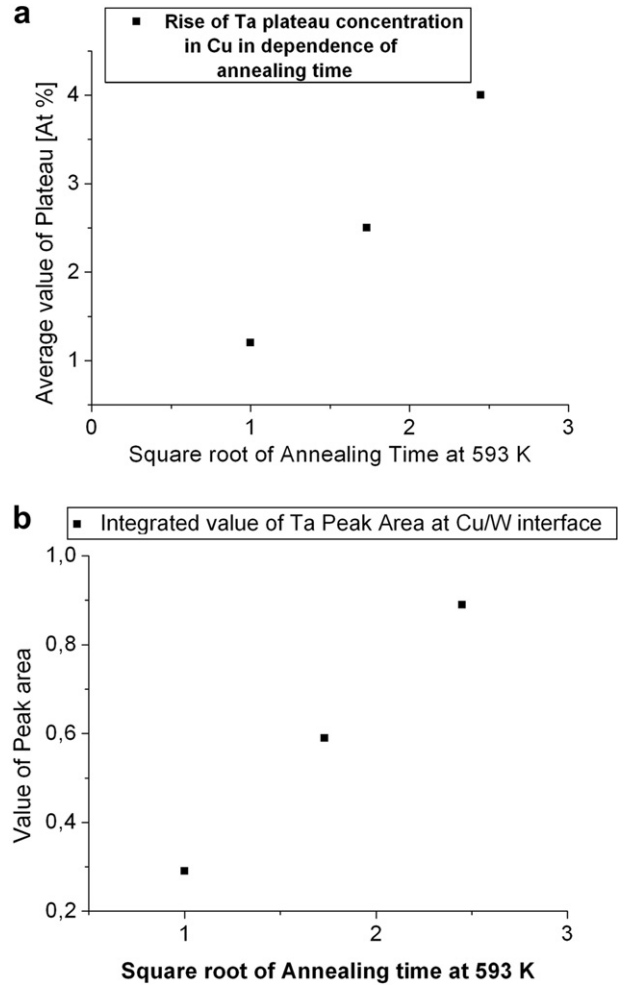 a
Rise of Ta plateau concentration
in Cu in dependence of
annealing time
4
3
2
1
Average value of Plateau [At %]
0 1 2 3
Square root of Annealing Time at 593 K
b
Integrated value of Ta Peak Area at Cu/W interface
1,0
0,8
0,6
0,4
0,2
Value of Peak area
1 2 3
Square root of Annealing time at 593 K